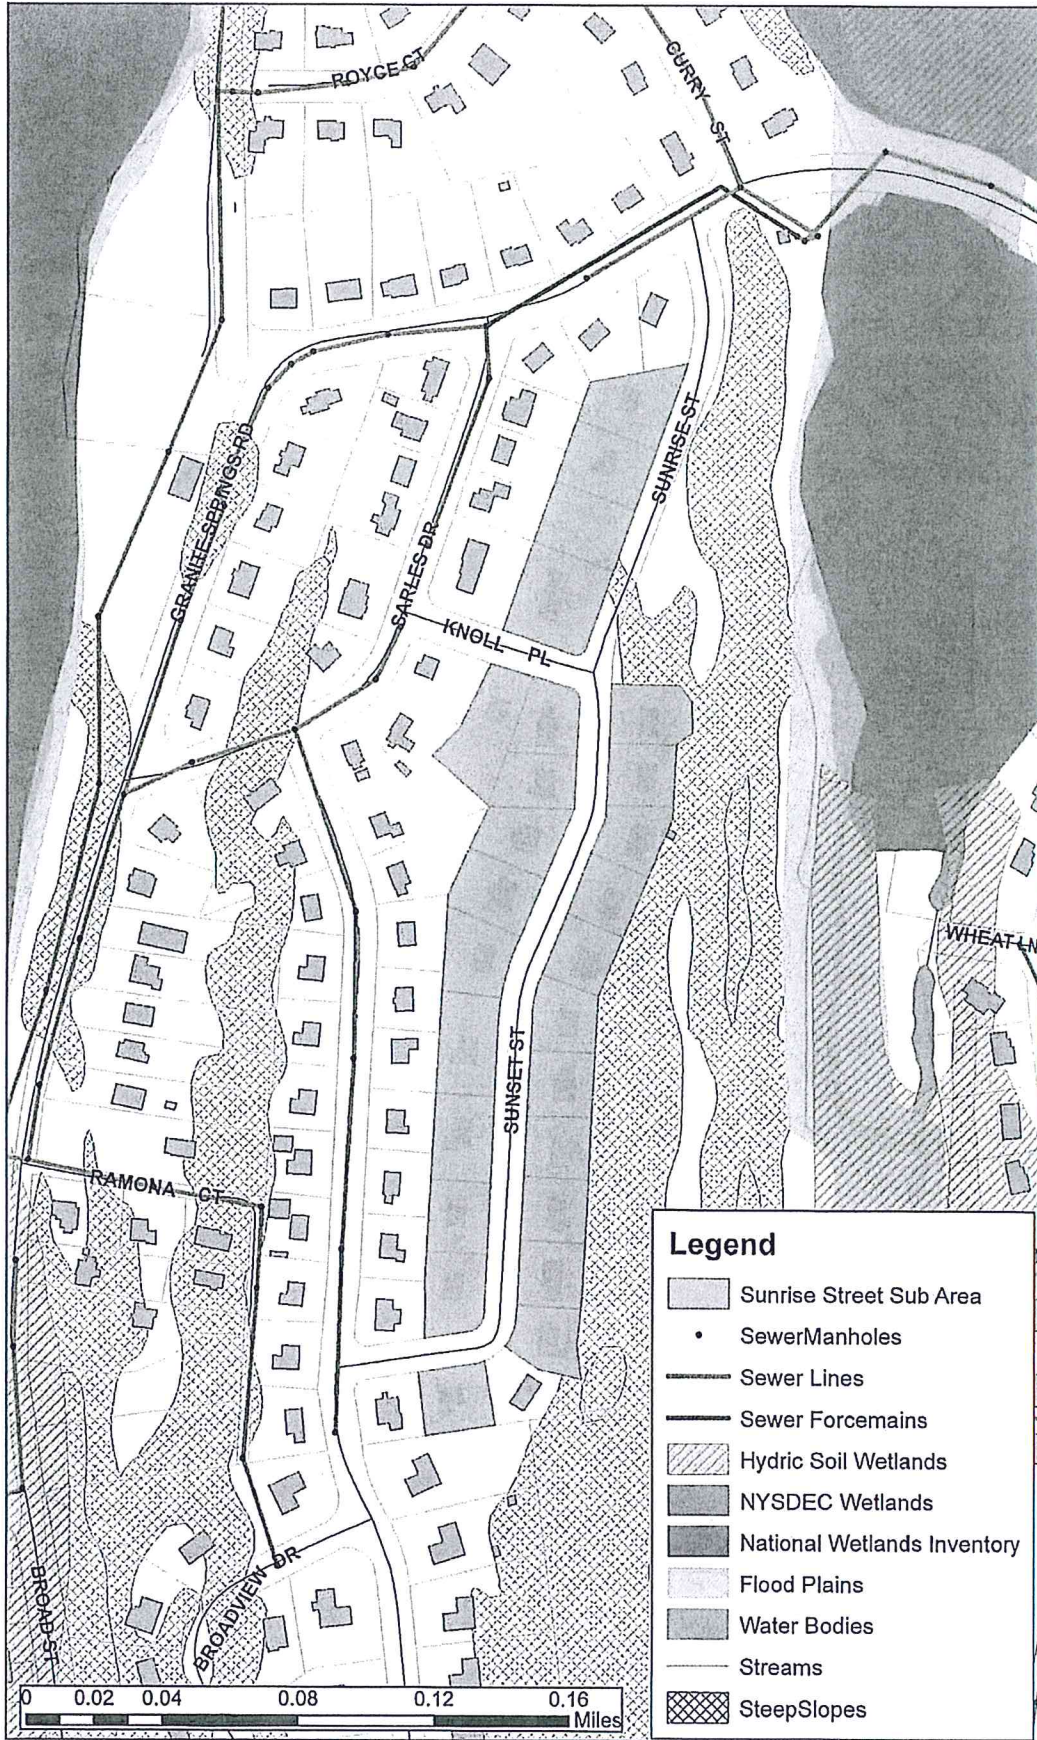 ROYCE CT
CURRY ST
GRANITE SPRINGS RD
SARLES DR
SUNRISE ST
KNOLL PL
WHEAT LN
SUNSET ST
RAMONA CT
BROAD ST
BROADVIEW DR
Legend
Sunrise Street Sub Area
SewerManholes
Sewer Lines
Sewer Forcemains
Hydric Soil Wetlands
NYSDEC Wetlands
National Wetlands Inventory
Flood Plains
Water Bodies
Streams
SteepSlopes
0 0.02 0.04 0.08 0.12 0.16
Miles